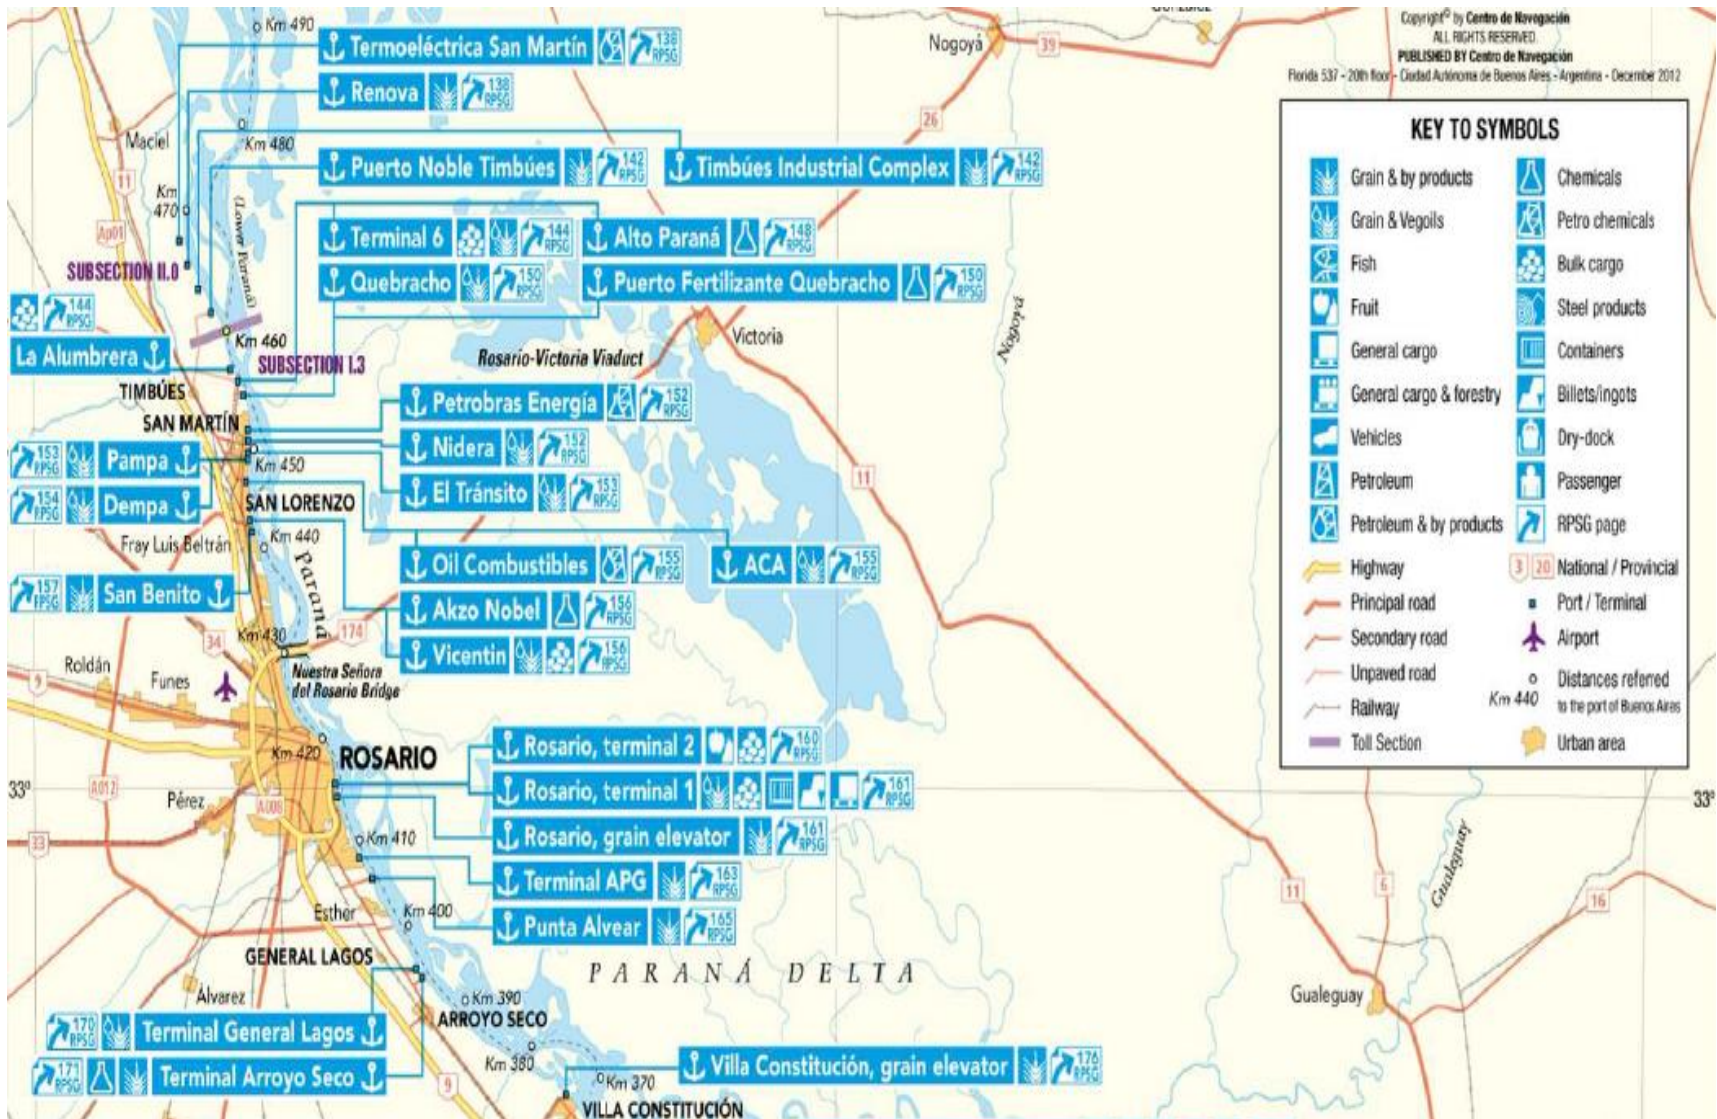 Km 490
Termoeléctrica San Martín 138 RPSG
Renova 138 RPSG
Nogoyá
39
Copyright© by Centro de Navegación
ALL RIGHTS RESERVED.
PUBLISHED BY Centro de Navegación
Florida 537 - 20th floor - Ciudad Autónoma de Buenos Aires - Argentina - December 2012
Maciel
Km 480
26
11
Puerto Noble Timbúes 142 RPSG
Timbúes Industrial Complex 142 RPSG
Km 470
(Lower Paraná)
Ap01
Terminal 6 144 RPSG
Alto Paraná 148 RPSG
SUBSECTION II.0
Quebracho 150 RPSG
Puerto Fertilizante Quebracho 150 RPSG
144 RPSG
La Alumbrera
Km 460
SUBSECTION I.3
Rosario-Victoria Viaduct
Victoria
Nogoyá
TIMBÚES
SAN MARTÍN
Petrobras Energía 152 RPSG
Nidera 152 RPSG
153 RPSG Pampa
Km 450
El Tránsito 153 RPSG
11
154 RPSG Dempa
SAN LORENZO
Fray Luis Beltrán
Km 440
Paraná
Oil Combustibles 155 RPSG
ACA 155 RPSG
157 RPSG San Benito
Akzo Nobel 156 RPSG
Km 430
174
34
Vicentin 156 RPSG
Roldán
Funes
9
Nuestra Señora
del Rosario Bridge
Km 420
ROSARIO
Rosario, terminal 2 160 RPSG
Rosario, terminal 1 161 RPSG
33°
A012
Pérez
A008
33
Km 410
Rosario, grain elevator 161 RPSG
Terminal APG 163 RPSG
Esther
Km 400
Punta Alvear 165 RPSG
GENERAL LAGOS
PARANÁ DELTA
Álvarez
Km 390
ARROYO SECO
170 RPSG Terminal General Lagos
171 RPSG Terminal Arroyo Seco
9
Km 380
Km 370
Villa Constitución, grain elevator 176 RPSG
VILLA CONSTITUCIÓN
KEY TO SYMBOLS
Grain & by products
Grain & Vegoils
Fish
Fruit
General cargo
General cargo & forestry
Vehicles
Petroleum
Petroleum & by products
Highway
Principal road
Secondary road
Unpaved road
Railway
Toll Section
Chemicals
Petro chemicals
Bulk cargo
Steel products
Containers
Billets/ingots
Dry-dock
Passenger
RPSG page
3 20 National / Provincial
Port / Terminal
Airport
Km 440 Distances referred
to the port of Buenos Aires
Urban area
33°
Gualeguay
11
6
16
Gualeguay